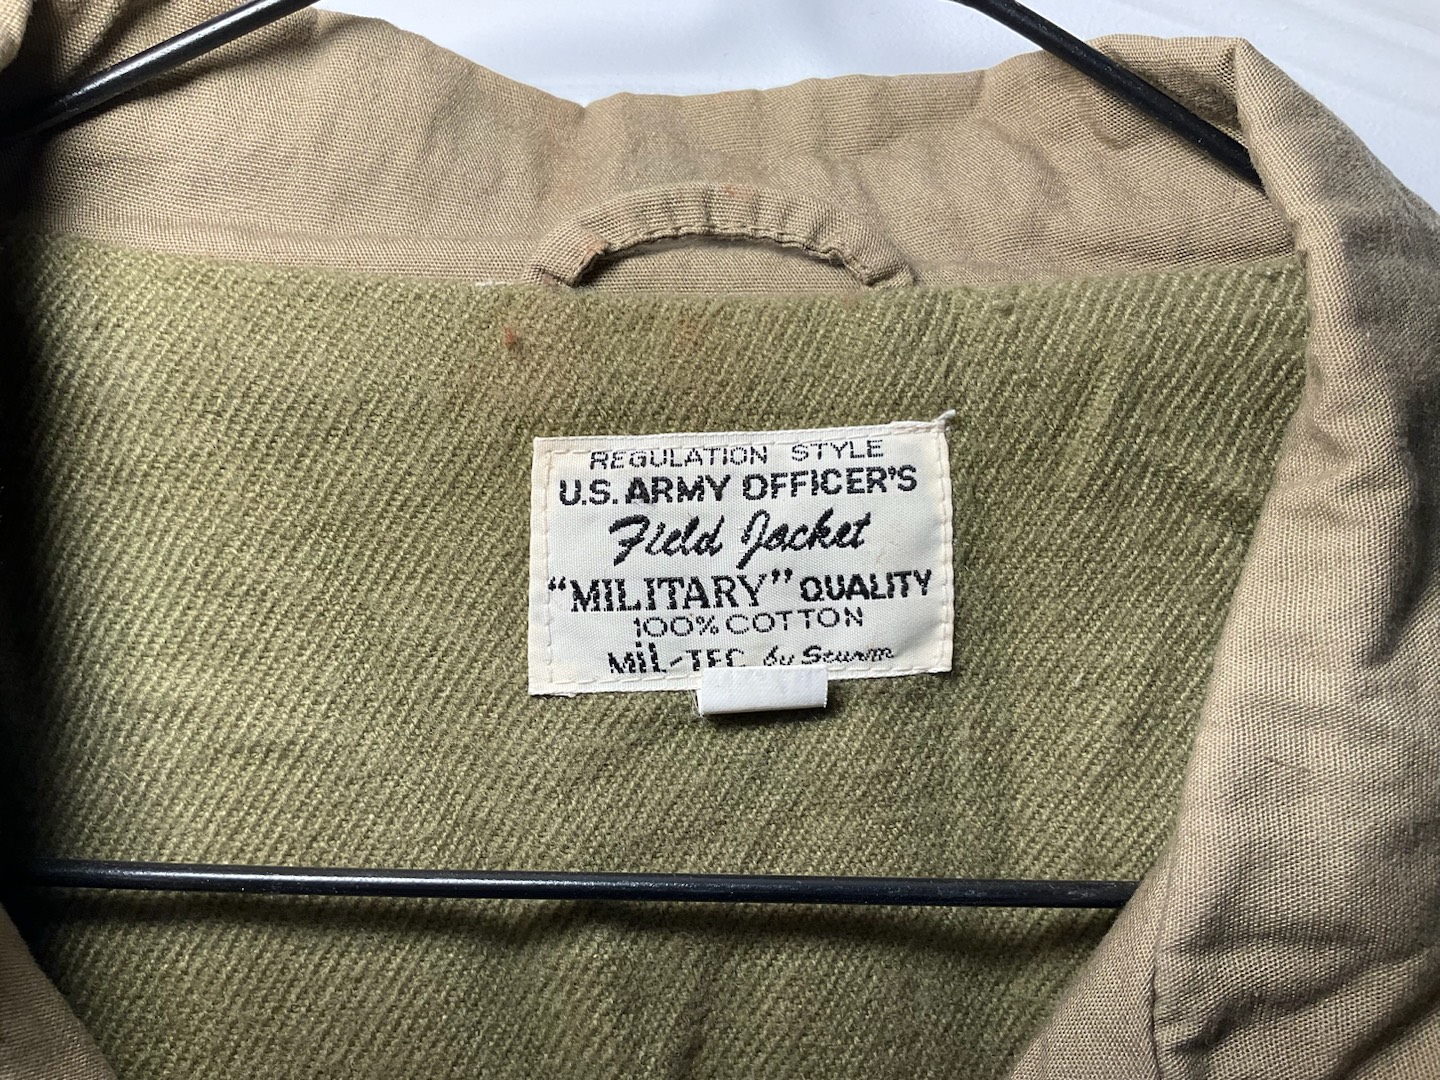 REGULATION STYLE
U.S. ARMY OFFICER'S
Field Jacket
“MILITARY” QUALITY
100% COTTON
MIL-TEC by Sturm